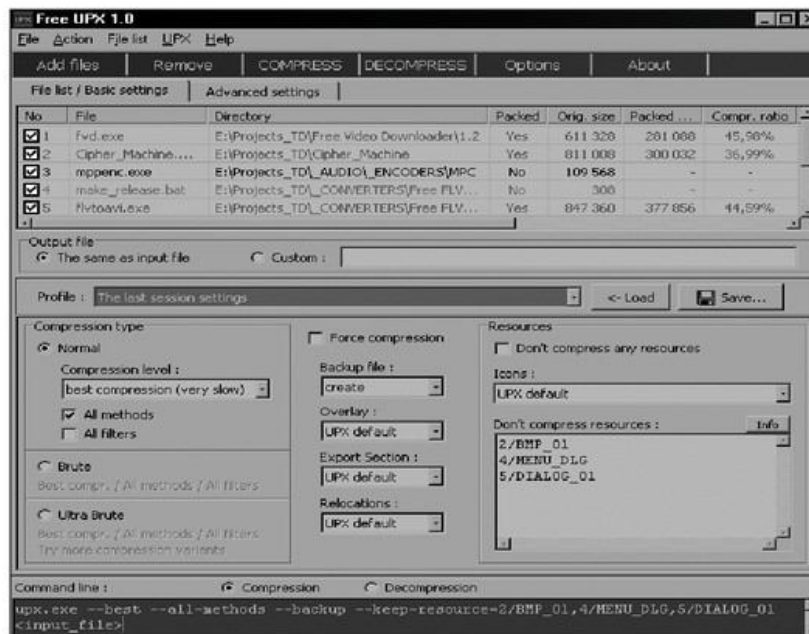 UPX Free UPX 1.0
File Action File list UPX Help
Add files Remove COMPRESS DECOMPRESS Options About
File list / Basic settings Advanced settings
No File Directory Packed Orig. size Packed ... Compr. ratio
1 fvd.exe E:\Projects_TD\Free Video Downloader\1.2 Yes 611 328 281 088 45,98%
2 Cipher_Machine.... E:\Projects_TD\Cipher_Machine Yes 811 008 300 032 36,99%
3 mppenc.exe E:\Projects_TD\_AUDIO\_ENCODERS\MPC No 109 568 - -
4 make_release.bat E:\Projects_TD\_CONVERTERS\Free FLV... No 308 - -
5 flvtoavi.exe E:\Projects_TD\_CONVERTERS\Free FLV... Yes 847 360 377 856 44,59%
Output file
The same as input file Custom :
Profile : The last session settings <- Load Save...
Compression type
Normal
Compression level :
best compression (very slow)
All methods
All filters
Brute
Best compr. / All methods / All filters
Ultra Brute
Best compr. / All methods / All filters
Try more compression variants
Force compression
Backup file :
create
Overlay :
UPX default
Export Section :
UPX default
Relocations :
UPX default
Resources
Don't compress any resources
Icons :
UPX default
Don't compress resources : Info
2/BMP_01
4/MENU_DLG
5/DIALOG_01
Command line : Compression Decompression
upx.exe --best --all-methods --backup --keep-resource=2/BMP_01,4/MENU_DLG,5/DIALOG_01
<input_file>